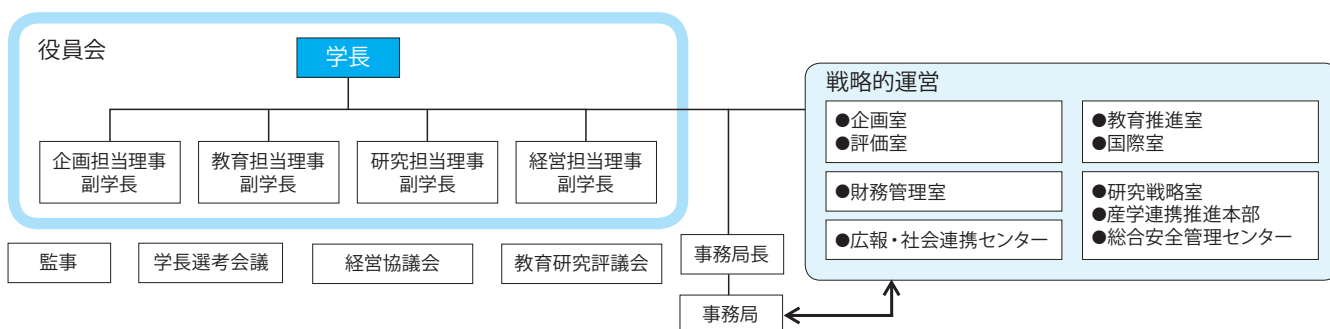 役員会
学長
企画担当理事
副学長
教育担当理事
副学長
研究担当理事
副学長
経営担当理事
副学長
監事
学長選考会議
経営協議会
教育研究評議会
事務局長
事務局
戦略的運営
●企画室
●評価室
●財務管理室
●広報・社会連携センター
●教育推進室
●国際室
●研究戦略室
●産学連携推進本部
●総合安全管理センター